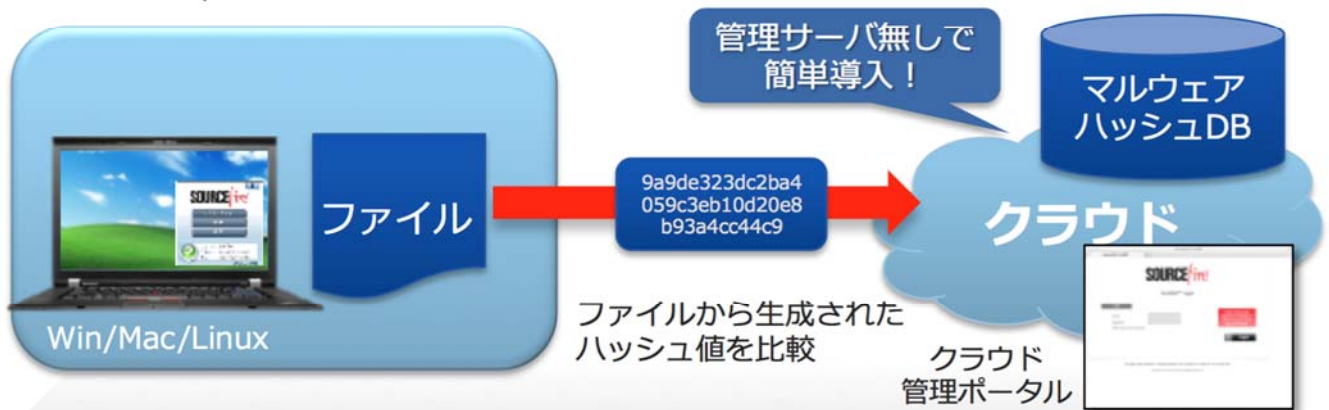 管理サーバ無しで
簡単導入！
マルウェア
ハッシュDB
SOURCEfire
ファイル
9a9de323dc2ba4
059c3eb10d20e8
b93a4cc44c9
クラウド
SOURCEfire
Win/Mac/Linux
ファイルから生成された
ハッシュ値を比較
クラウド
管理ポータル